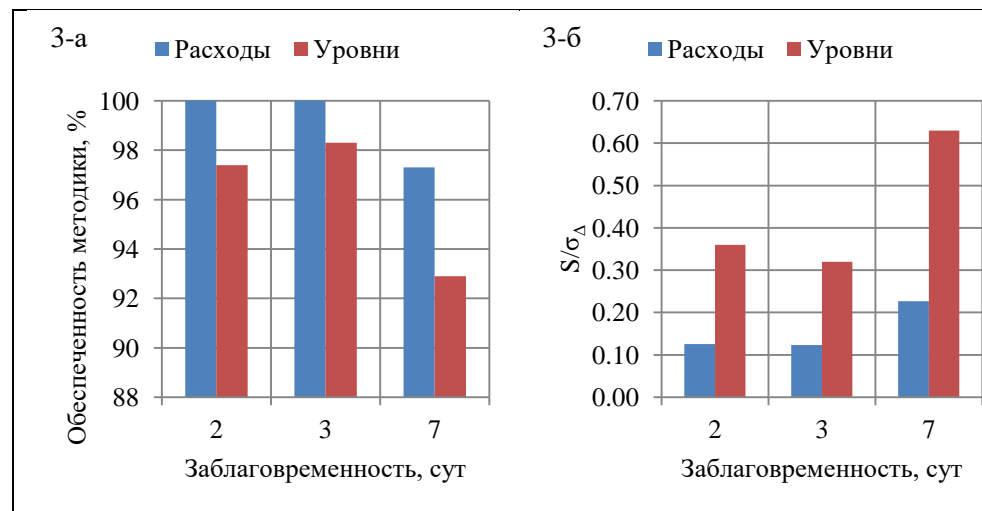 3-а
Расходы Уровни
Обеспеченность методики, %
100
98
96
94
92
90
88
2 3 7
Заблаговременность, сут
3-б
Расходы Уровни
S/σΔ
0.70
0.60
0.50
0.40
0.30
0.20
0.10
0.00
2 3 7
Заблаговременность, сут